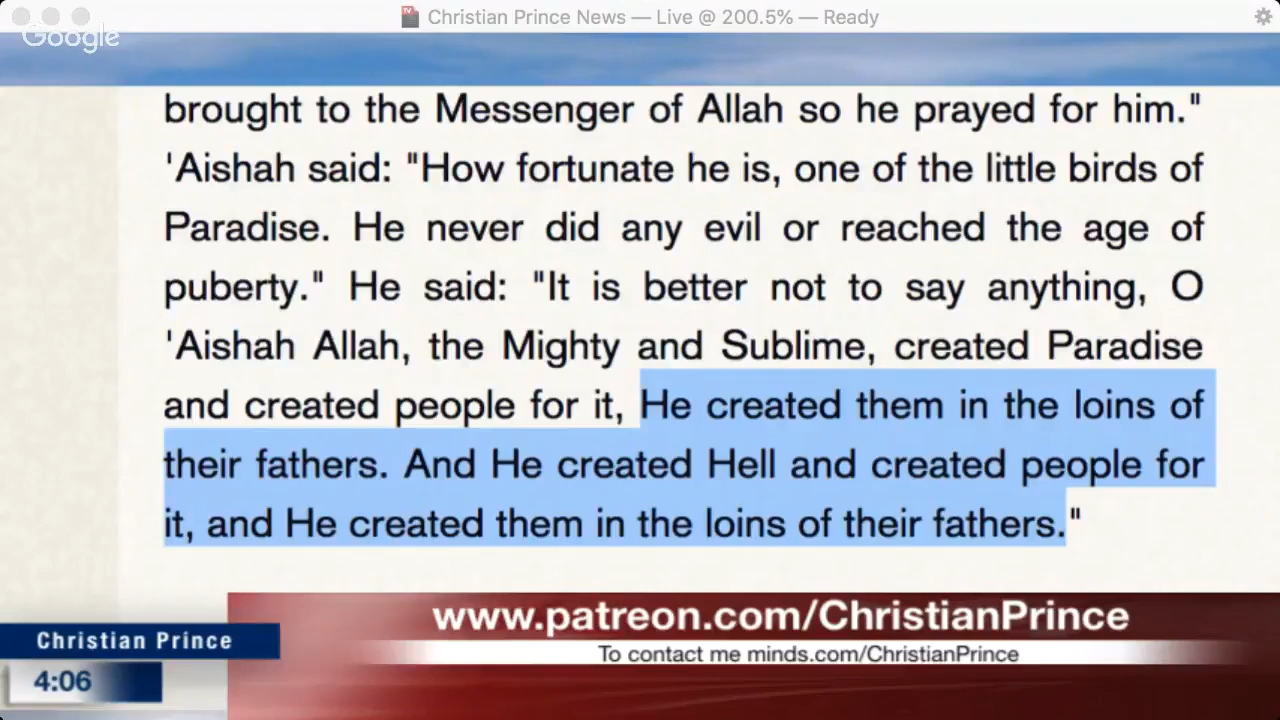 Christian Prince News — Live @ 200.5% — Ready
Google
brought to the Messenger of Allah so he prayed for him."
'Aishah said: "How fortunate he is, one of the little birds of
Paradise. He never did any evil or reached the age of
puberty." He said: "It is better not to say anything, O
'Aishah Allah, the Mighty and Sublime, created Paradise
and created people for it, He created them in the loins of
their fathers. And He created Hell and created people for
it, and He created them in the loins of their fathers."
www.patreon.com/ChristianPrince
Christian Prince
To contact me minds.com/ChristianPrince
4:06